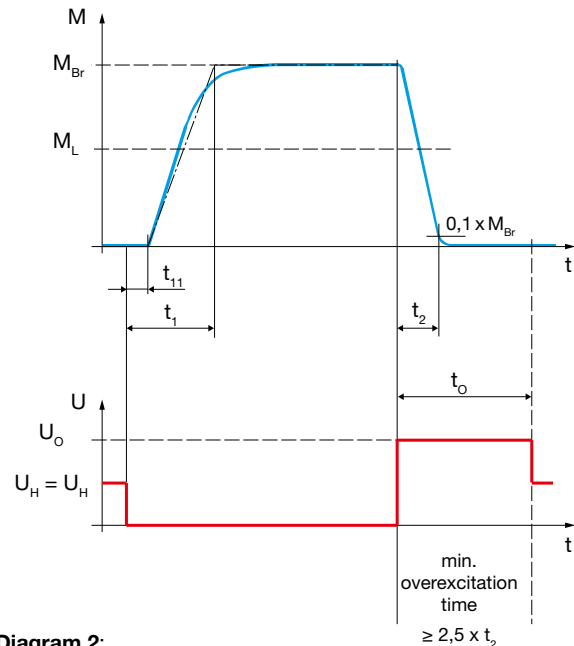 M
M_Br
M_L
0,1 x M_Br
t
t_11
t_1
t_2
t_O
U
U_O
U_H = U_H
t
min.
overexcitation
time
≥ 2,5 x t_2
Diagram 2: